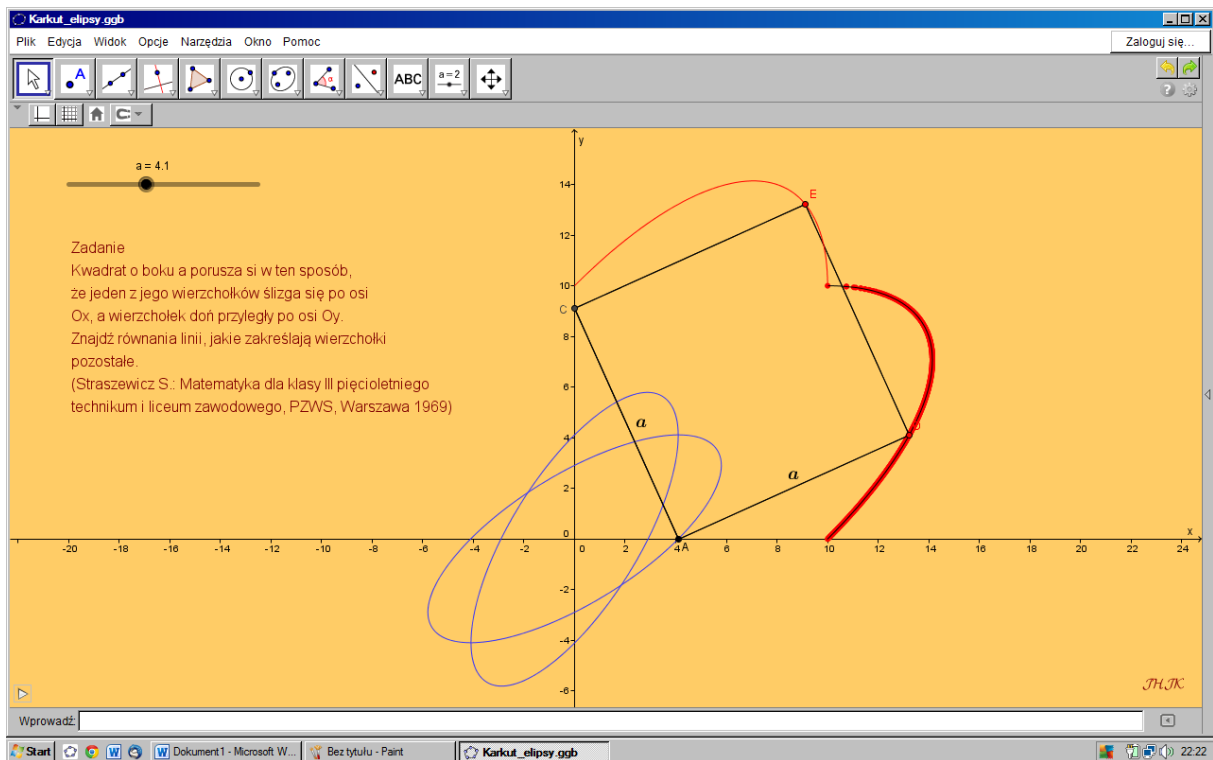 Karkut_elipsy.ggb
Plik Edycja Widok Opcje Narzędzia Okno Pomoc
Zaloguj się...
A
α
ABC
a=2
a = 4.1
Zadanie
Kwadrat o boku a porusza si w ten sposób,
że jeden z jego wierzchołków ślizga się po osi
Ox, a wierzchołek doń przyległy po osi Oy.
Znajdź równania linii, jakie zakreślają wierzchołki
pozostałe.
(Straszewicz S.: Matematyka dla klasy III pięcioletniego
technikum i liceum zawodowego, PZWS, Warszawa 1969)
y
14
E
12
10
C
8
6
a
4
D
a
2
0
x
-20 -18 -16 -14 -12 -10 -8 -6 -4 -2 0 2 4 A 6 8 10 12 14 16 18 20 22 24
-2
-4
-6
JH.JK
Wprowadź:
Start
Dokument1 - Microsoft W...
Bez tytułu - Paint
Karkut_elipsy.ggb
22:22